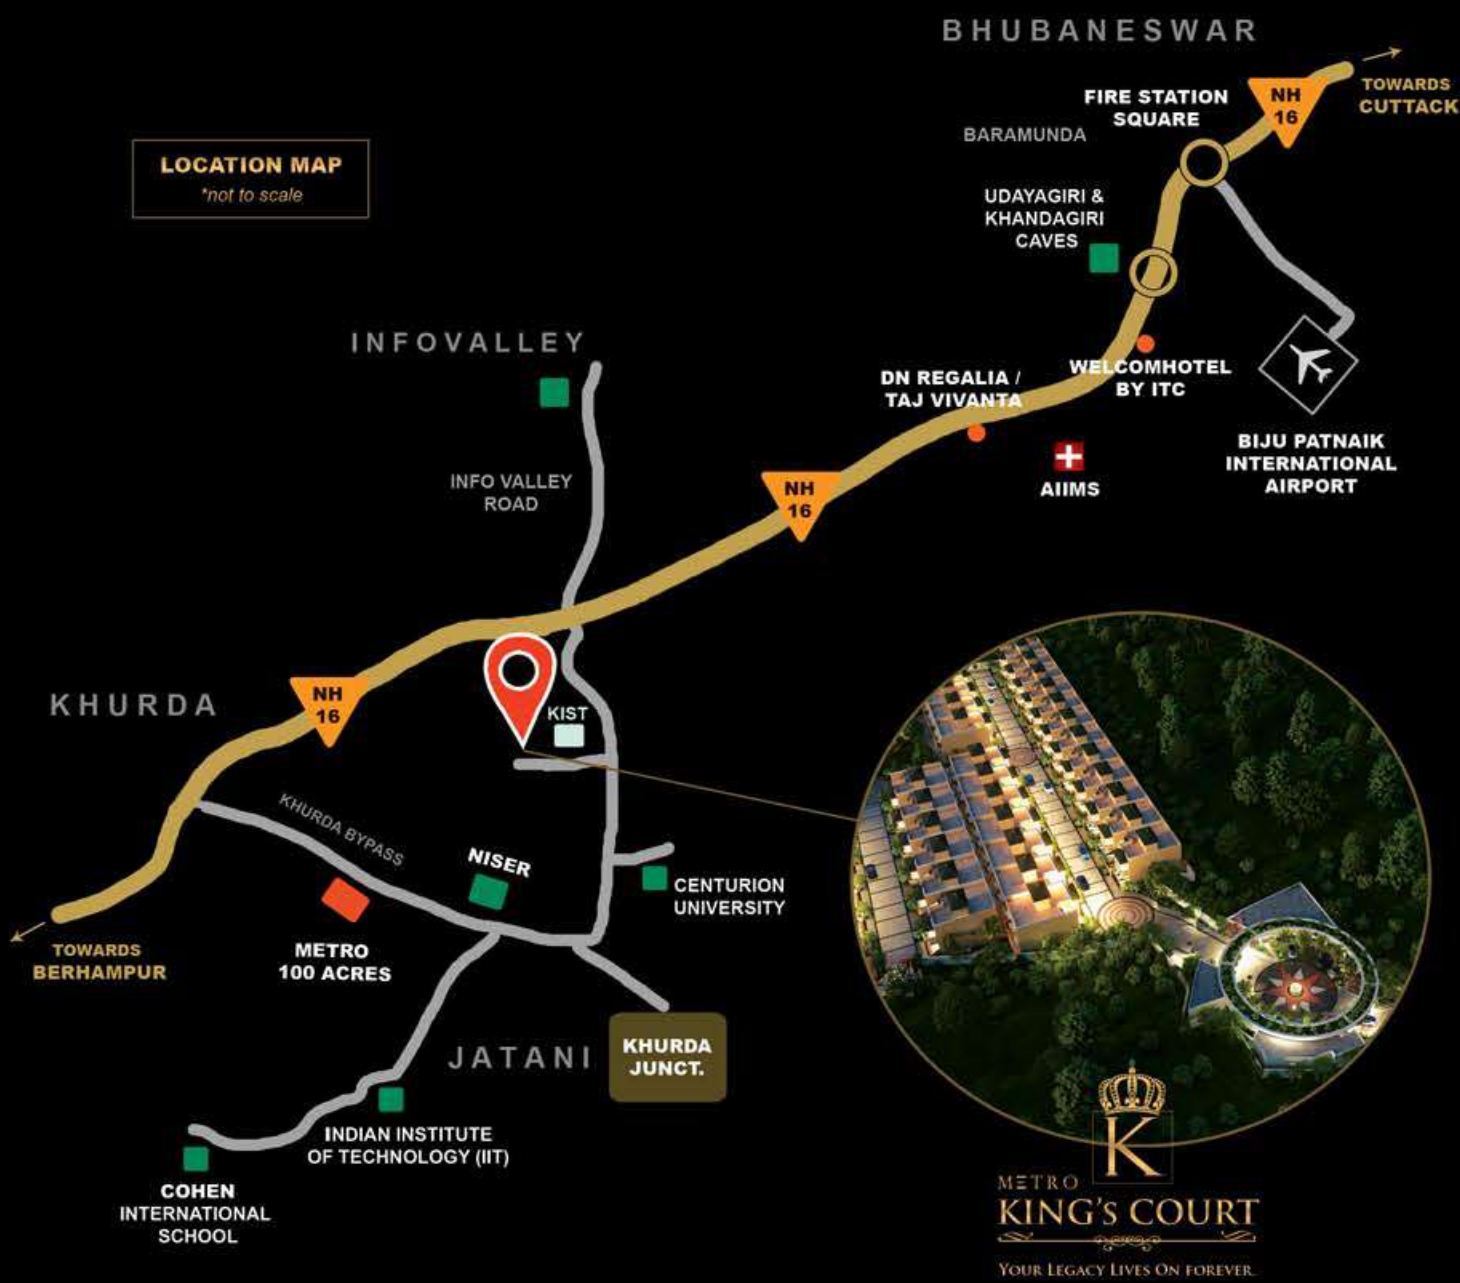 BHUBANESWAR
TOWARDS
CUTTACK
NH
16
FIRE STATION
SQUARE
BARAMUNDA
LOCATION MAP
*not to scale
UDAYAGIRI &
KHANDAGIRI
CAVES
INFOVALLEY
WELCOMHOTEL
BY ITC
DN REGALIA /
TAJ VIVANTA
BIJU PATNAIK
INTERNATIONAL
AIRPORT
AIIMS
INFO VALLEY
ROAD
NH
16
KHURDA
NH
16
KIST
KHURDA BYPASS
NISER
CENTURION
UNIVERSITY
TOWARDS
BERHAMPUR
METRO
100 ACRES
JATANI
KHURDA
JUNCT.
INDIAN INSTITUTE
OF TECHNOLOGY (IIT)
COHEN
INTERNATIONAL
SCHOOL
K
METRO
KING'S COURT
YOUR LEGACY LIVES ON FOREVER.